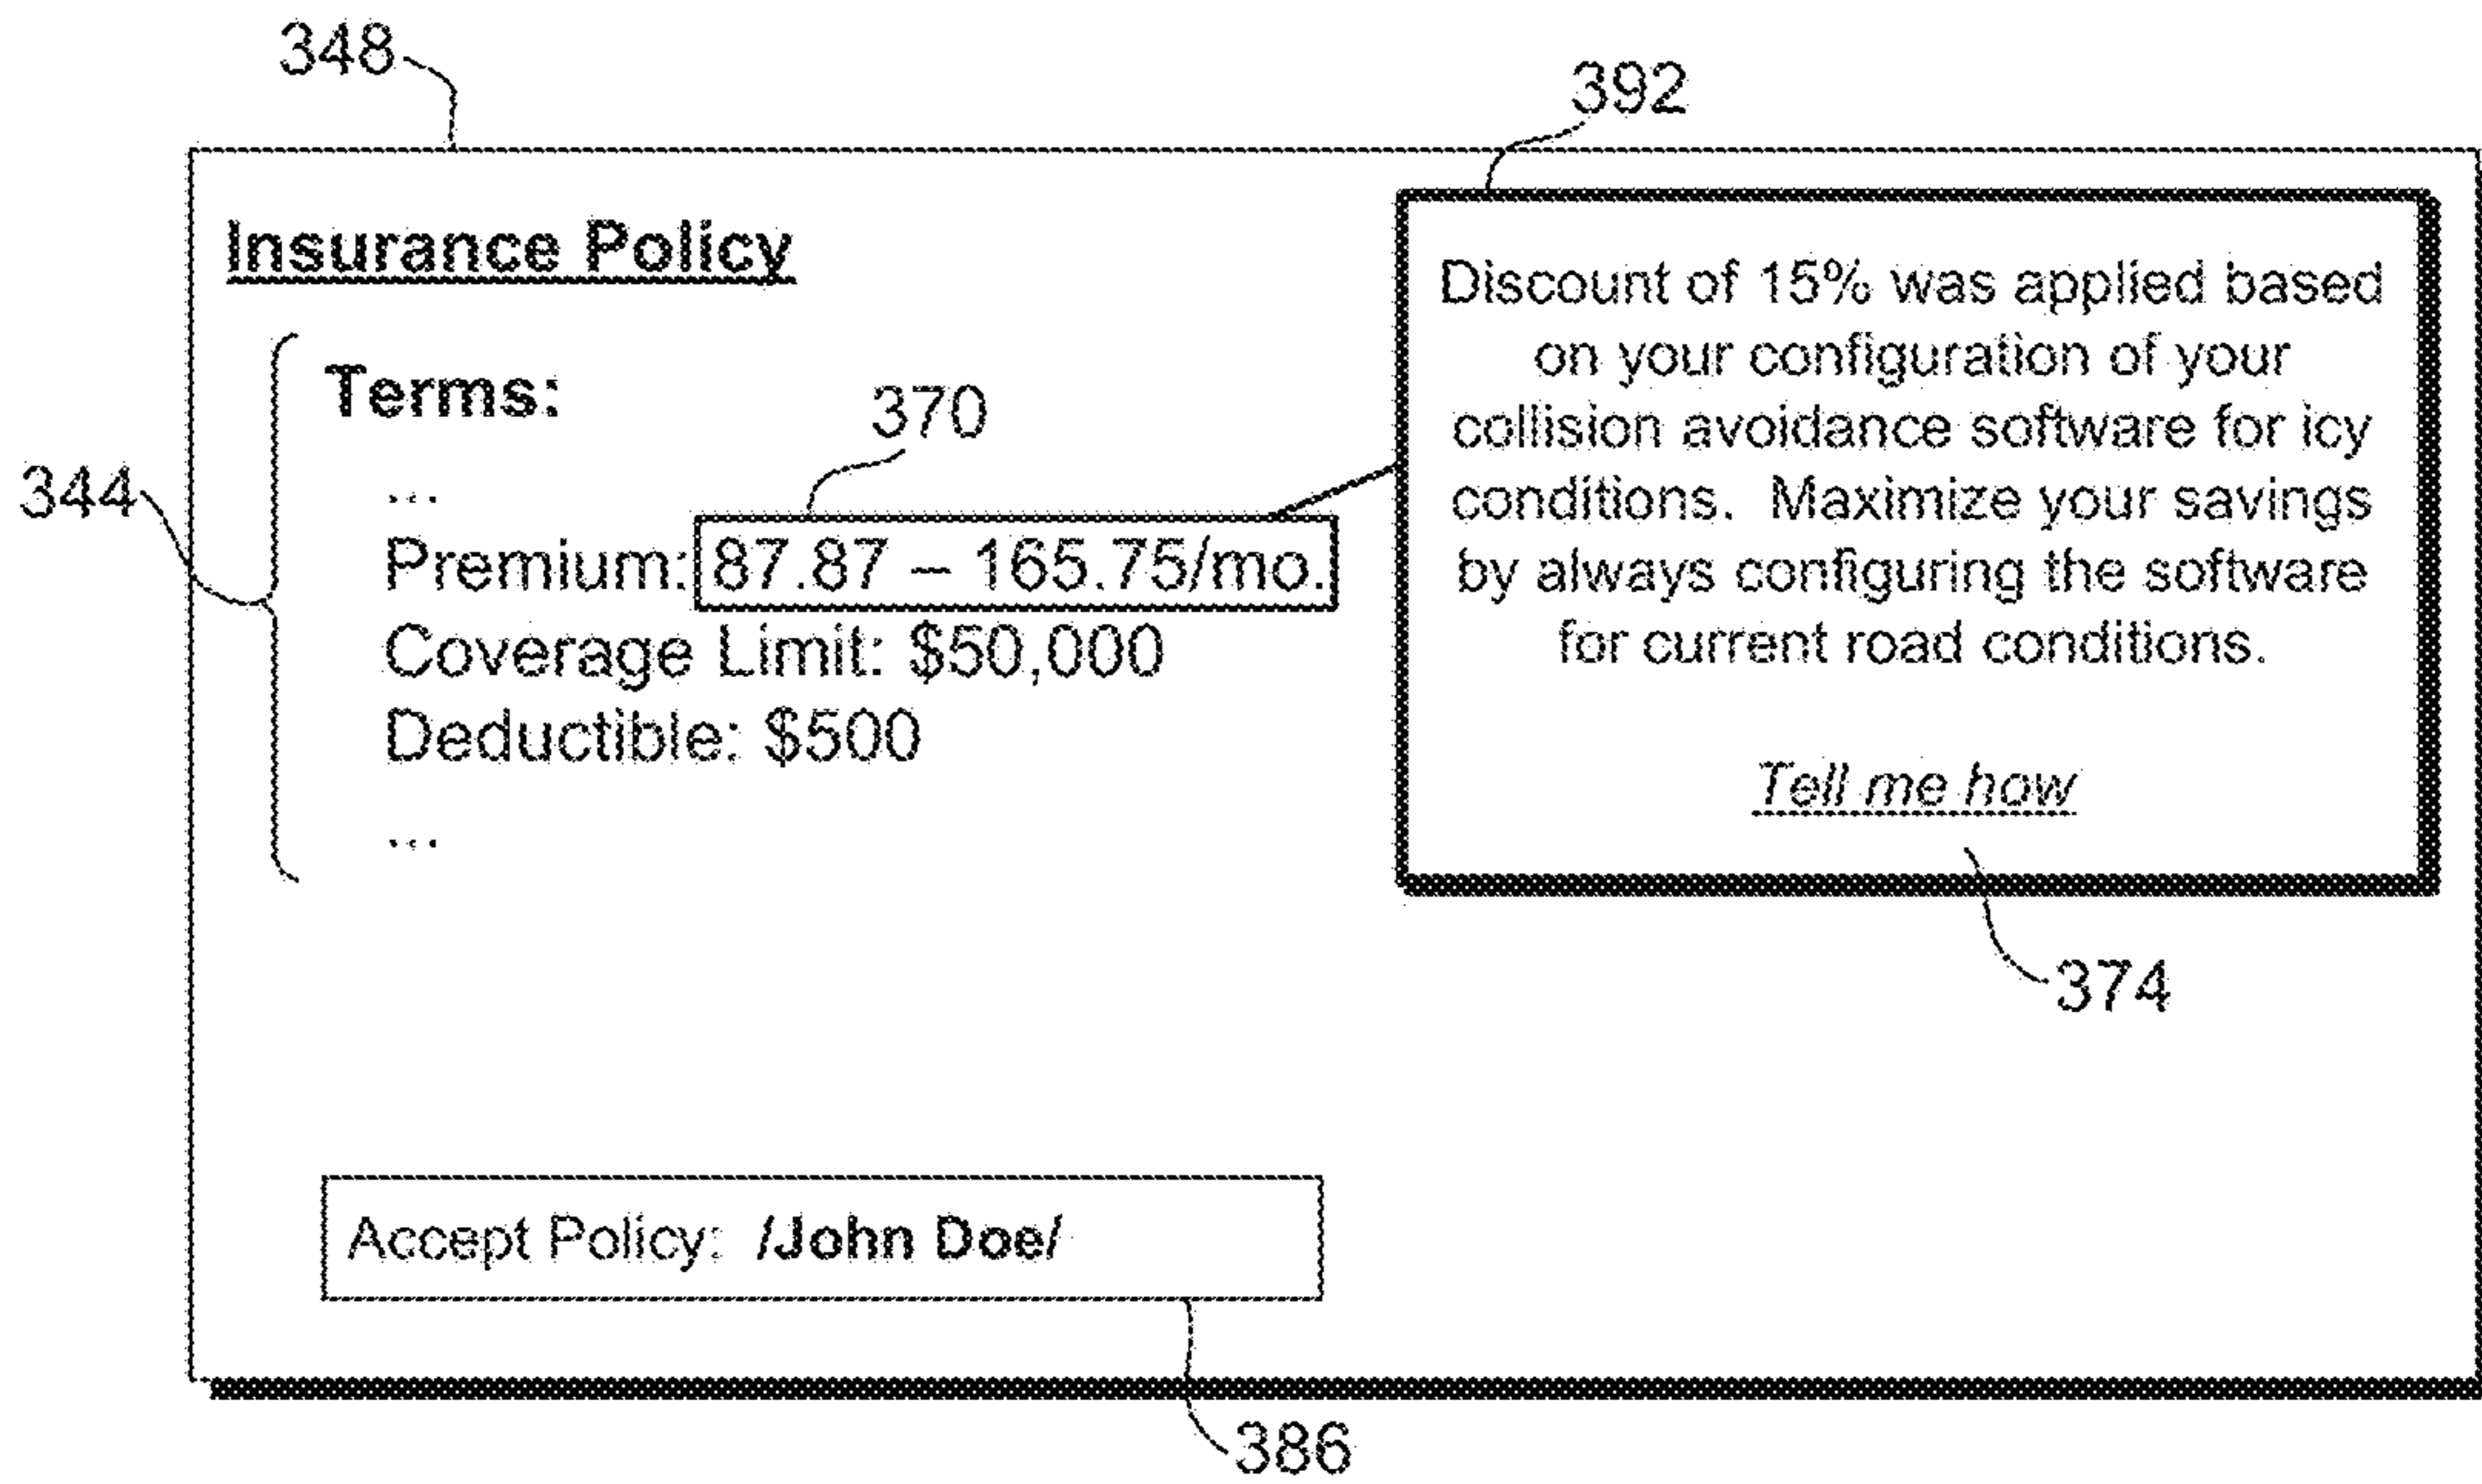 348
392
Insurance Policy
Terms:
370
344
...
Premium: 87.87 – 165.75/mo.
Coverage Limit: $50,000
Deductible: $500
...
Discount of 15% was applied based
on your configuration of your
collision avoidance software for icy
conditions.  Maximize your savings
by always configuring the software
for current road conditions.
Tell me how
374
Accept Policy: /John Doe/
386